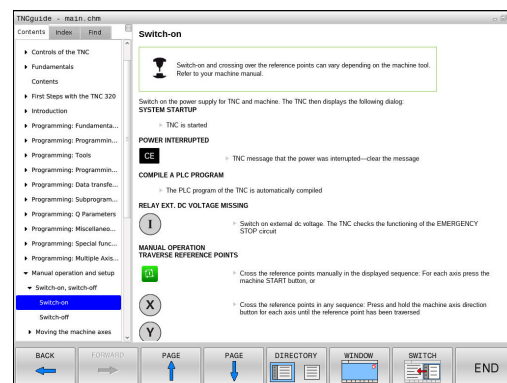 TNCguide - main.chm
Contents Index Find
Controls of the TNC
Fundamentals
Contents
First Steps with the TNC 320
Introduction
Programming: Fundamenta...
Programming: Programmin...
Programming: Tools
Programming: Programmin...
Programming: Data transfe...
Programming: Subprogram...
Programming: Q Parameters
Programming: Miscellaneo...
Programming: Special func...
Programming: Multiple Axis...
Manual operation and setup
Switch-on, switch-off
Switch-on
Switch-off
Moving the machine axes
Switch-on
Switch-on and crossing over the reference points can vary depending on the machine tool.
Refer to your machine manual.
Switch on the power supply for TNC and machine. The TNC then displays the following dialog:
SYSTEM STARTUP
TNC is started
POWER INTERRUPTED
CE
TNC message that the power was interrupted—clear the message
COMPILE A PLC PROGRAM
The PLC program of the TNC is automatically compiled
RELAY EXT. DC VOLTAGE MISSING
I
Switch on external dc voltage. The TNC checks the functioning of the EMERGENCY
STOP circuit
MANUAL OPERATION
TRAVERSE REFERENCE POINTS
Cross the reference points manually in the displayed sequence: For each axis press the
machine START button, or
X
Cross the reference points in any sequence: Press and hold the machine axis direction
button for each axis until the reference point has been traversed
Y
BACK FORWARD PAGE PAGE DIRECTORY WINDOW SWITCH END